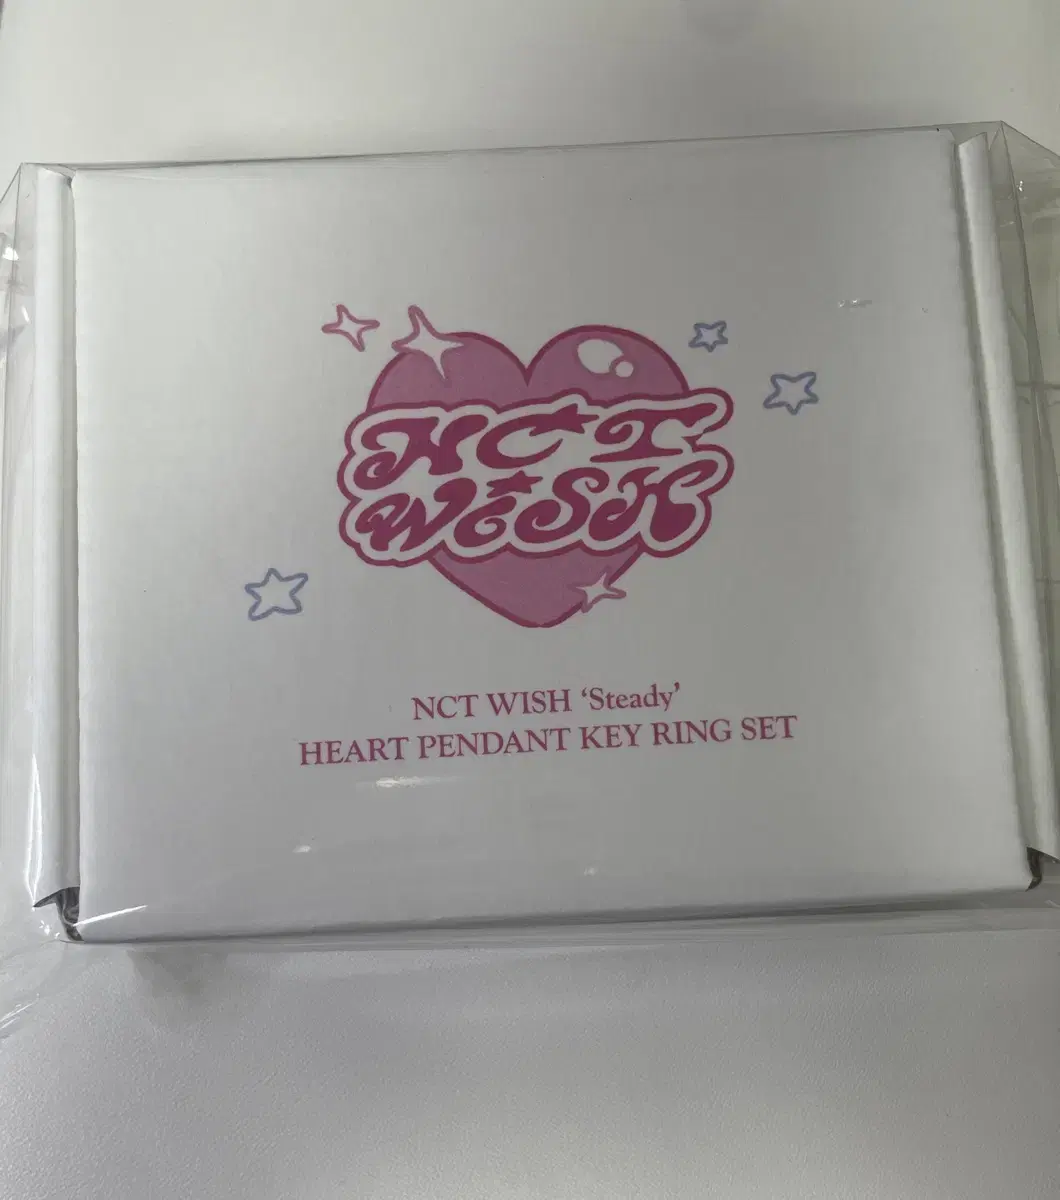 NCT
WiSH
NCT WISH ‘Steady’
HEART PENDANT KEY RING SET